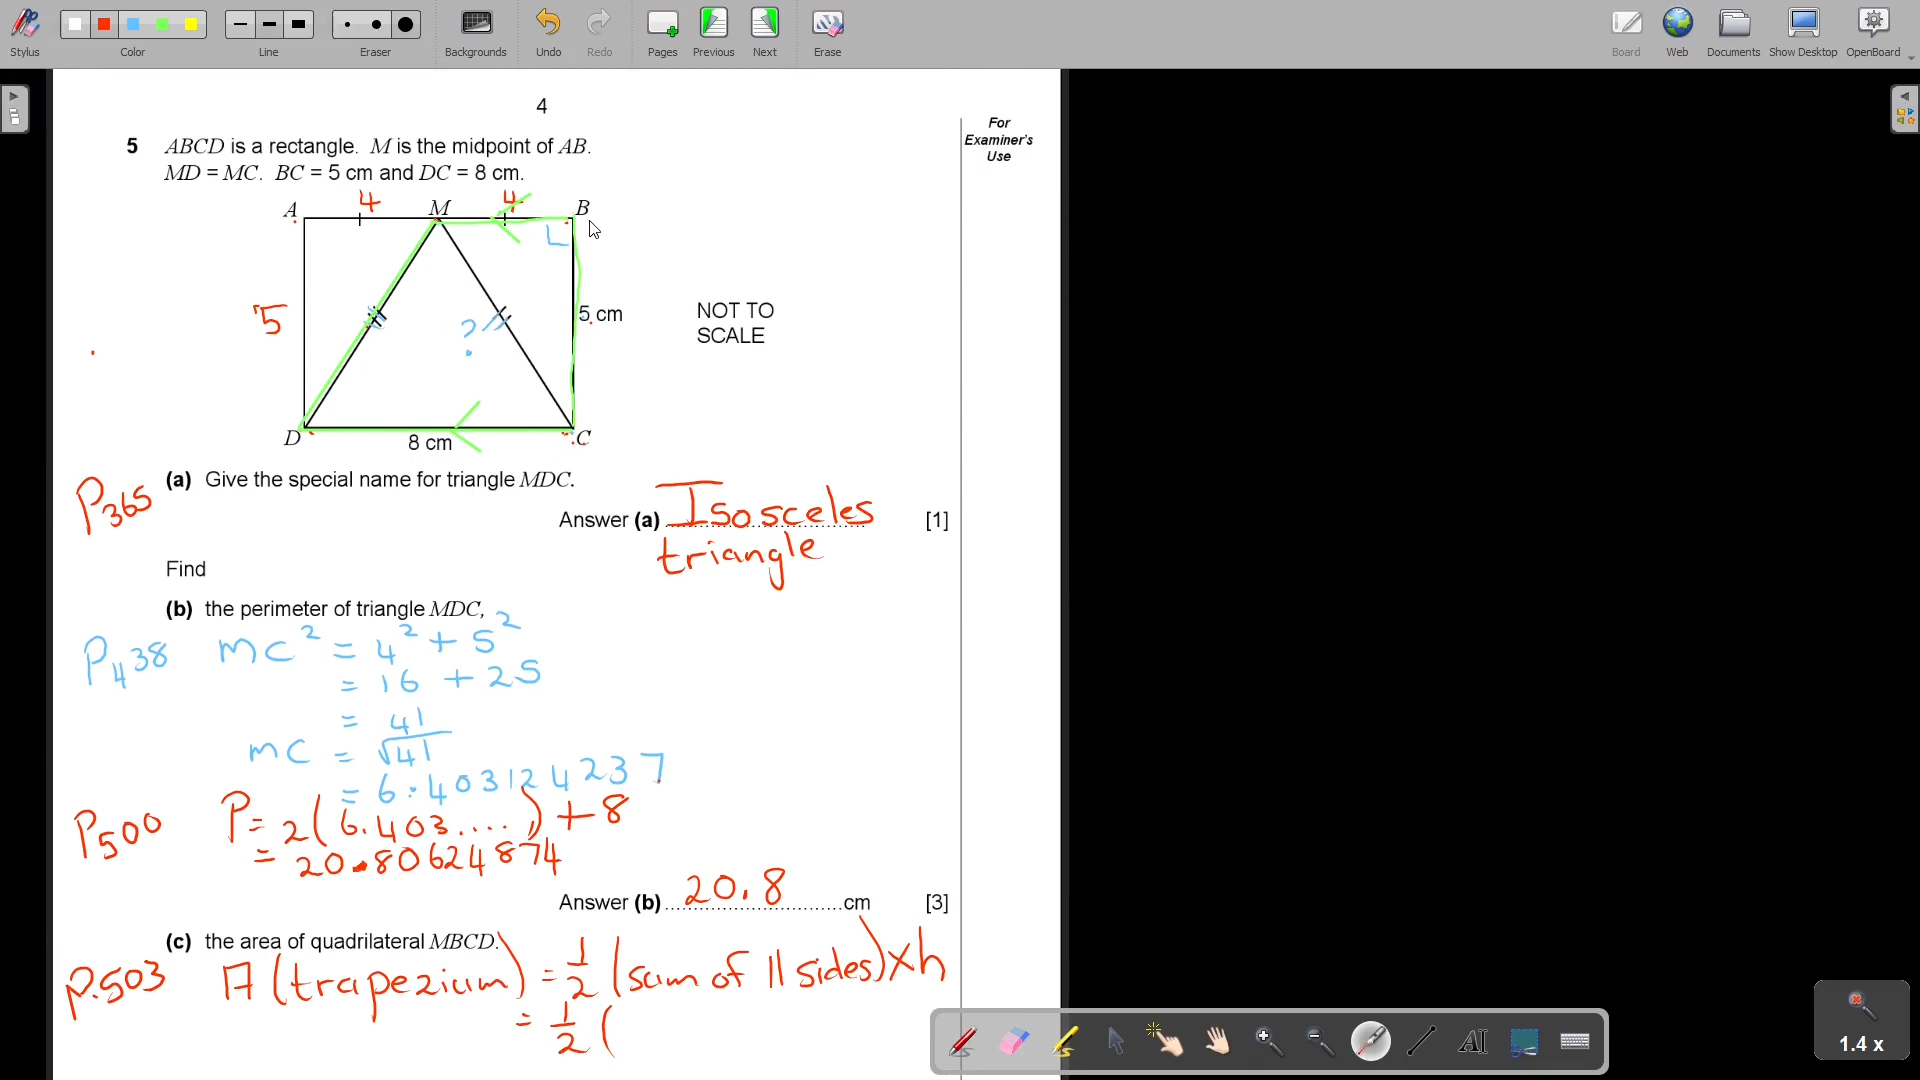 Stylus Color Line Eraser Backgrounds Undo Redo Pages Previous Next Erase Board Web Documents Show Desktop OpenBoard
4
For
Examiner's
Use
5 ABCD is a rectangle. M is the midpoint of AB.
MD = MC. BC = 5 cm and DC = 8 cm.
4 4
A M B
5 ? 5 cm
NOT TO
SCALE
D C
8 cm
(a) Give the special name for triangle MDC.
P365
Answer (a) Isosceles [1]
triangle
Find
(b) the perimeter of triangle MDC,
P438 mc² = 4² + 5²
= 16 + 25
= 41
mc = √41
= 6.403124237
P500 P = 2(6.403....) + 8
= 20.80624874
Answer (b) 20.8 cm [3]
(c) the area of quadrilateral MBCD.
P.503 A (trapezium) = 1/2 (sum of || sides) × h
= 1/2 (
1.4 x